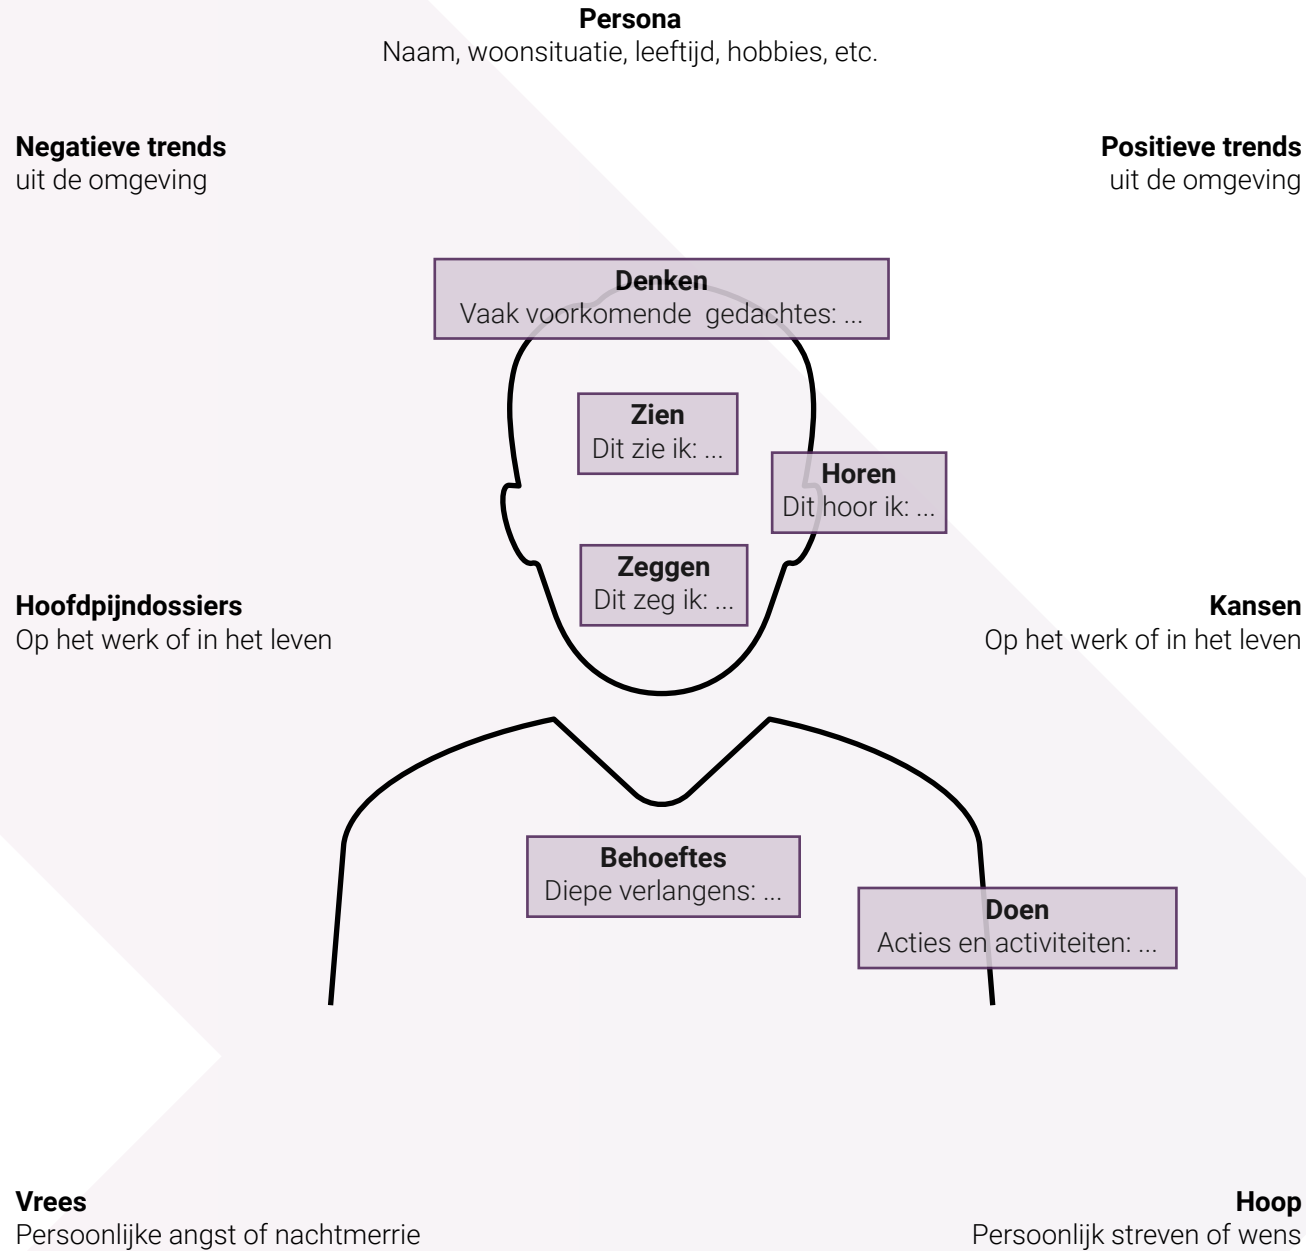 Persona
Naam, woonsituatie, leeftijd, hobbies, etc.
Negatieve trends
uit de omgeving
Positieve trends
uit de omgeving
Denken
Vaak voorkomende gedachtes: ...
Zien
Dit zie ik: ...
Horen
Dit hoor ik: ...
Zeggen
Dit zeg ik: ...
Hoofdpijndossiers
Op het werk of in het leven
Kansen
Op het werk of in het leven
Behoeftes
Diepe verlangens: ...
Doen
Acties en activiteiten: ...
Vrees
Persoonlijke angst of nachtmerrie
Hoop
Persoonlijk streven of wens